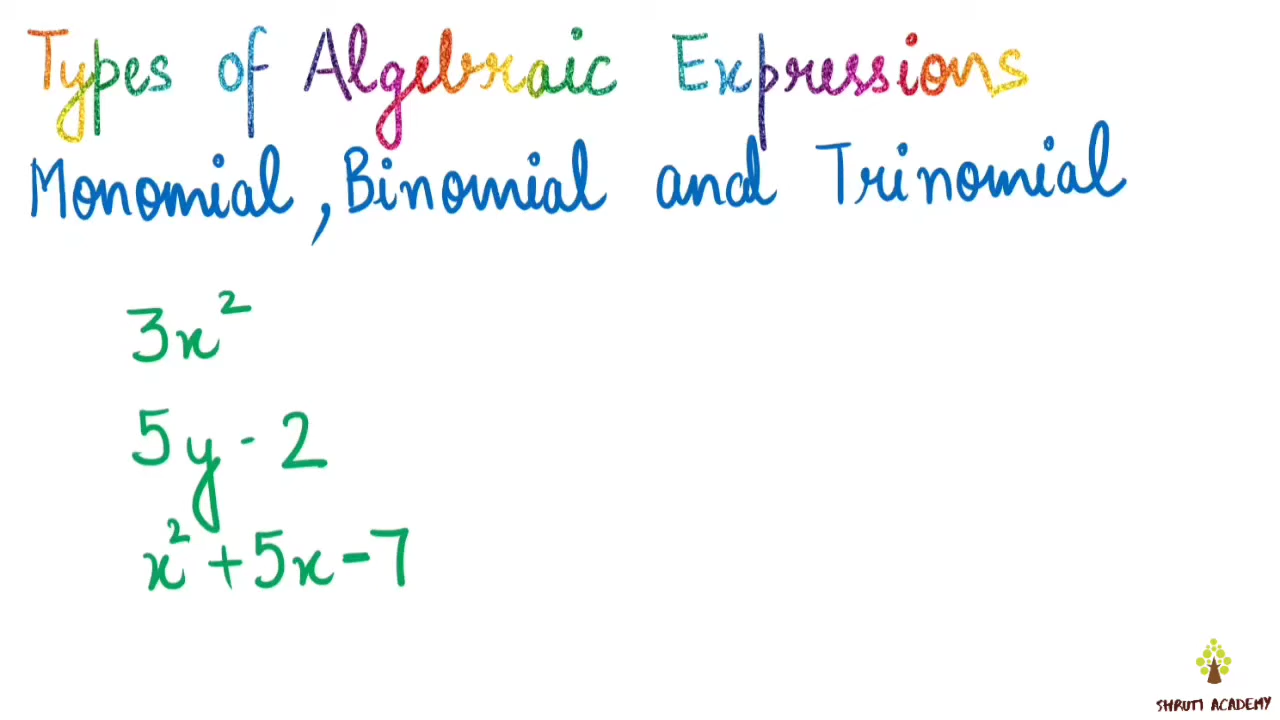 Types of Algebraic Expressions
Monomial, Binomial and Trinomial
3x²
5y - 2
x² + 5x - 7
SHRUTI ACADEMY